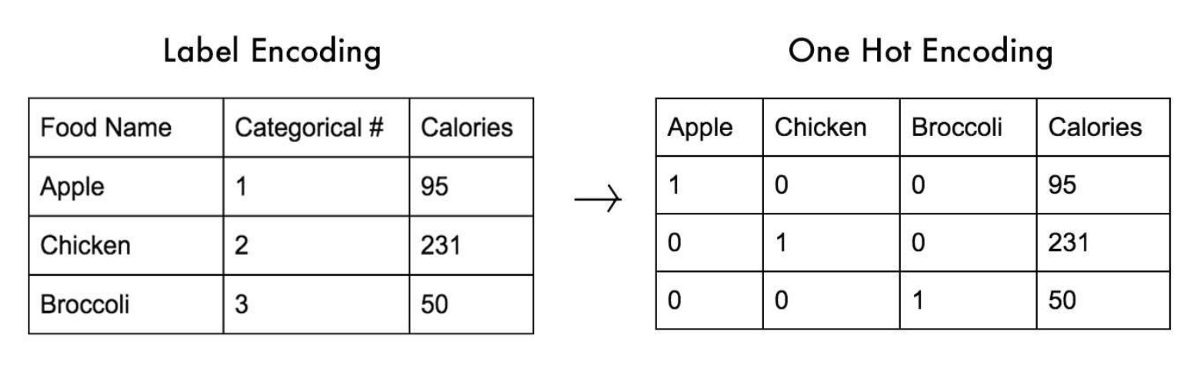 Label Encoding
Food Name Categorical # Calories
Apple 1 95
Chicken 2 231
Broccoli 3 50
→
One Hot Encoding
Apple Chicken Broccoli Calories
1 0 0 95
0 1 0 231
0 0 1 50